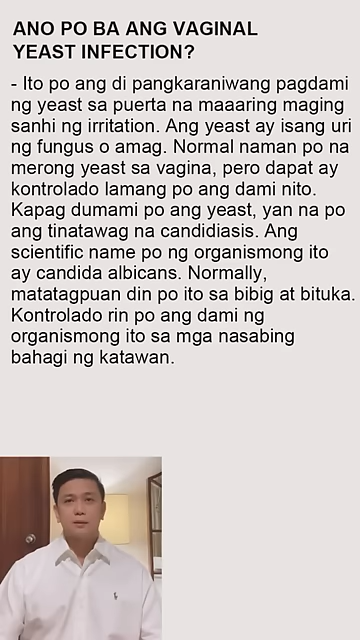 ANO PO BA ANG VAGINAL
YEAST INFECTION?
- Ito po ang di pangkaraniwang pagdami
ng yeast sa puerta na maaaring maging
sanhi ng irritation. Ang yeast ay isang uri
ng fungus o amag. Normal naman po na
merong yeast sa vagina, pero dapat ay
kontrolado lamang po ang dami nito.
Kapag dumami po ang yeast, yan na po
ang tinatawag na candidiasis. Ang
scientific name po ng organismong ito
ay candida albicans. Normally,
matatagpuan din po ito sa bibig at bituka.
Kontrolado rin po ang dami ng
organismong ito sa mga nasabing
bahagi ng katawan.